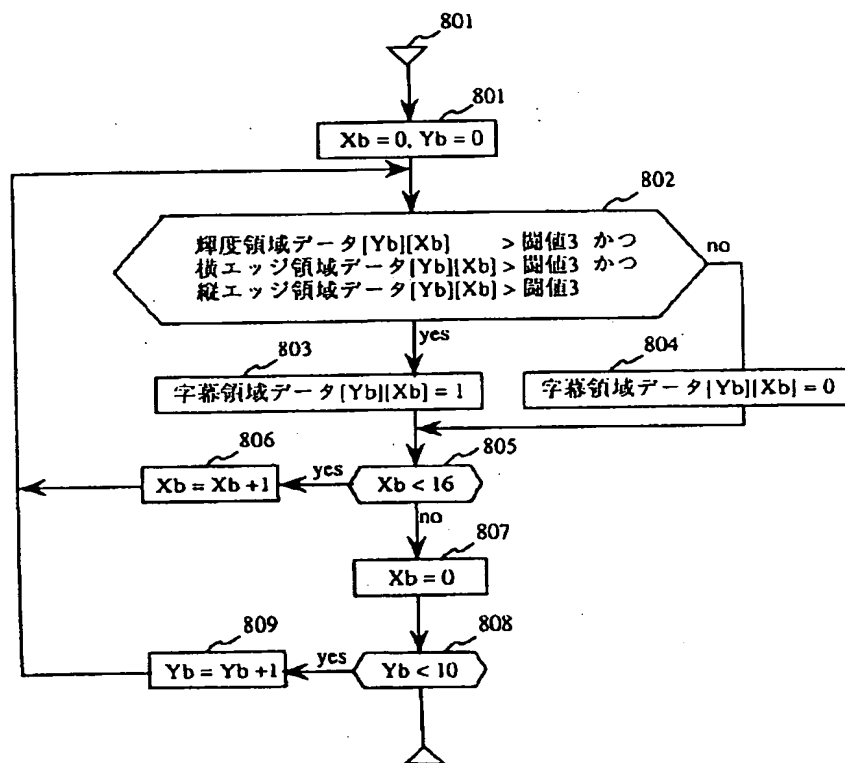 801
801
Xb = 0, Yb = 0
802
輝度領域データ[Yb][Xb] > 閾値3 かつ
横エッジ領域データ[Yb][Xb] > 閾値3 かつ
縦エッジ領域データ[Yb][Xb] > 閾値3
no
yes
803
字幕領域データ[Yb][Xb] = 1
804
字幕領域データ[Yb][Xb] = 0
805
Xb < 16
yes
806
Xb = Xb +1
no
807
Xb = 0
808
Yb < 10
yes
809
Yb = Yb +1